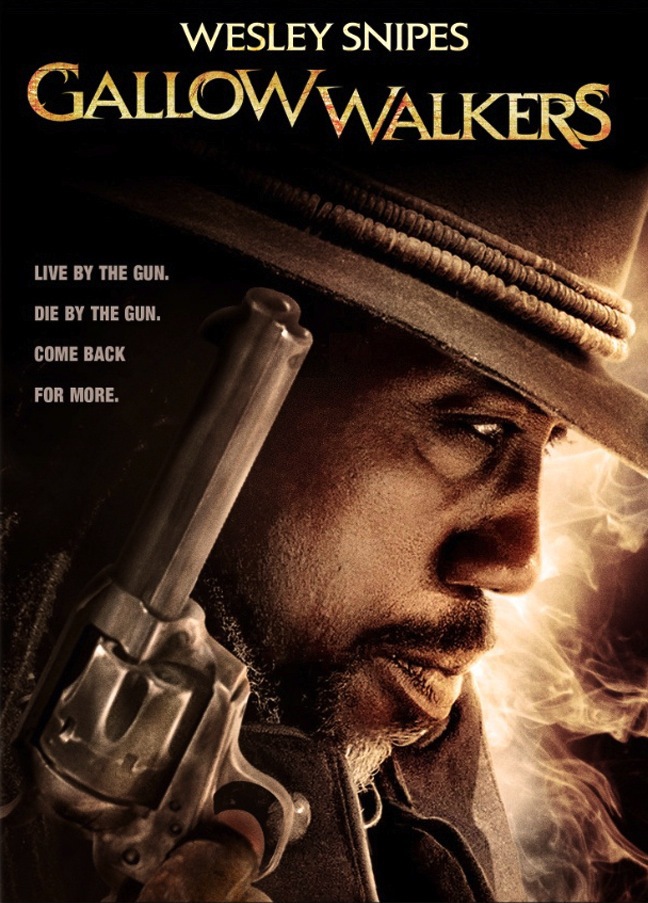 WESLEY SNIPES
GALLOWWALKERS
LIVE BY THE GUN.
DIE BY THE GUN.
COME BACK
FOR MORE.